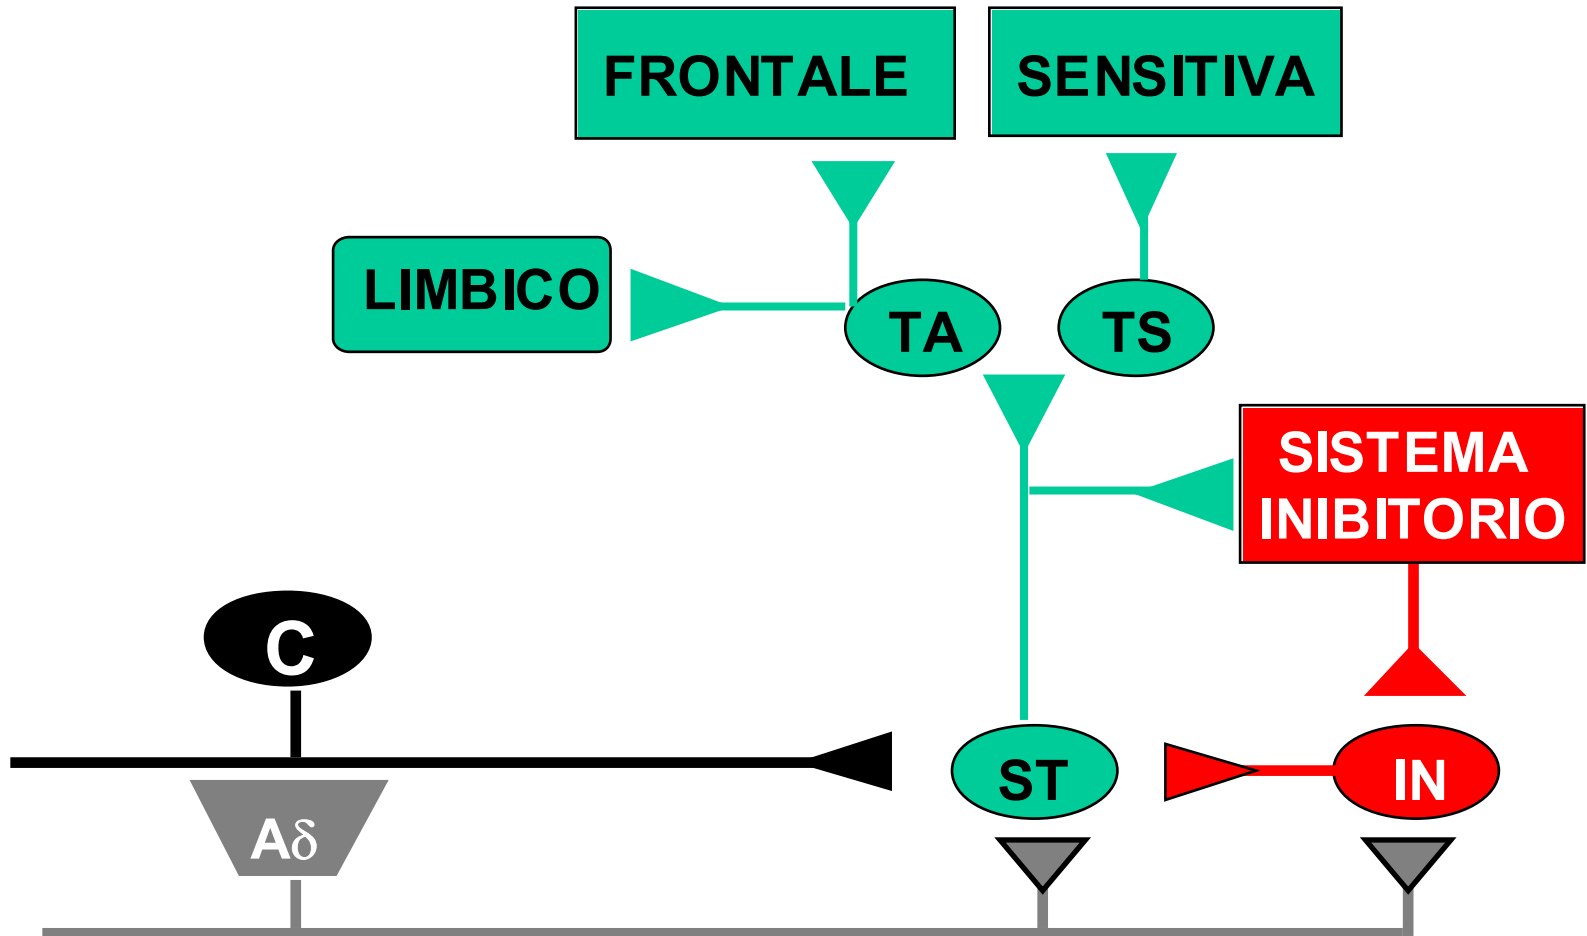 FRONTALE
SENSITIVA
LIMBICO
TA
TS
SISTEMA
INIBITORIO
C
ST
IN
Aδ